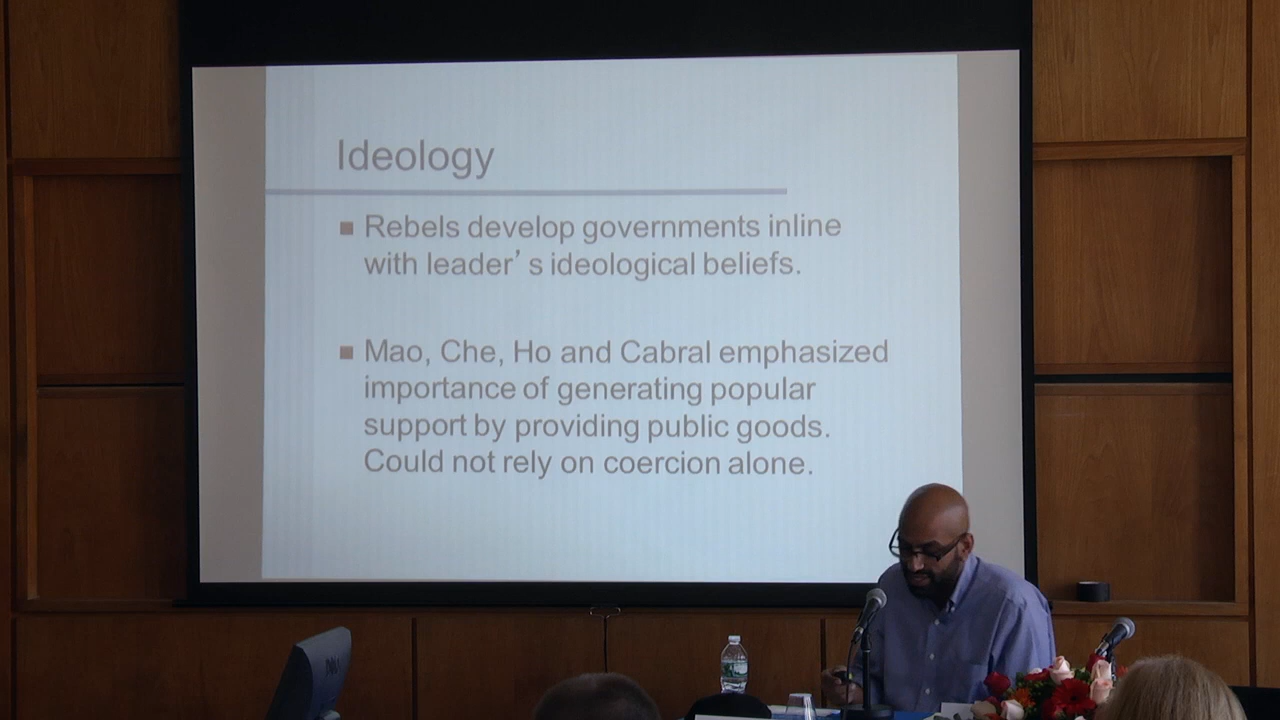 Ideology
■ Rebels develop governments inline
with leader's ideological beliefs.
■ Mao, Che, Ho and Cabral emphasized
importance of generating popular
support by providing public goods.
Could not rely on coercion alone.